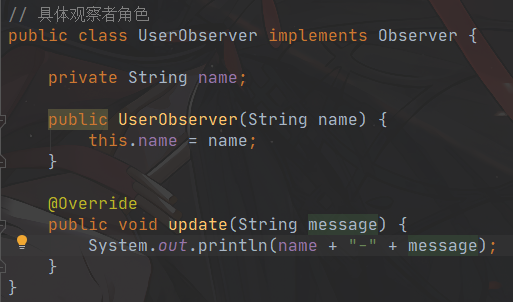 // 具体观察者角色
public class UserObserver implements Observer {
private String name;
public UserObserver(String name) {
this.name = name;
}
@Override
public void update(String message) {
System.out.println(name + "-" + message);
}
}